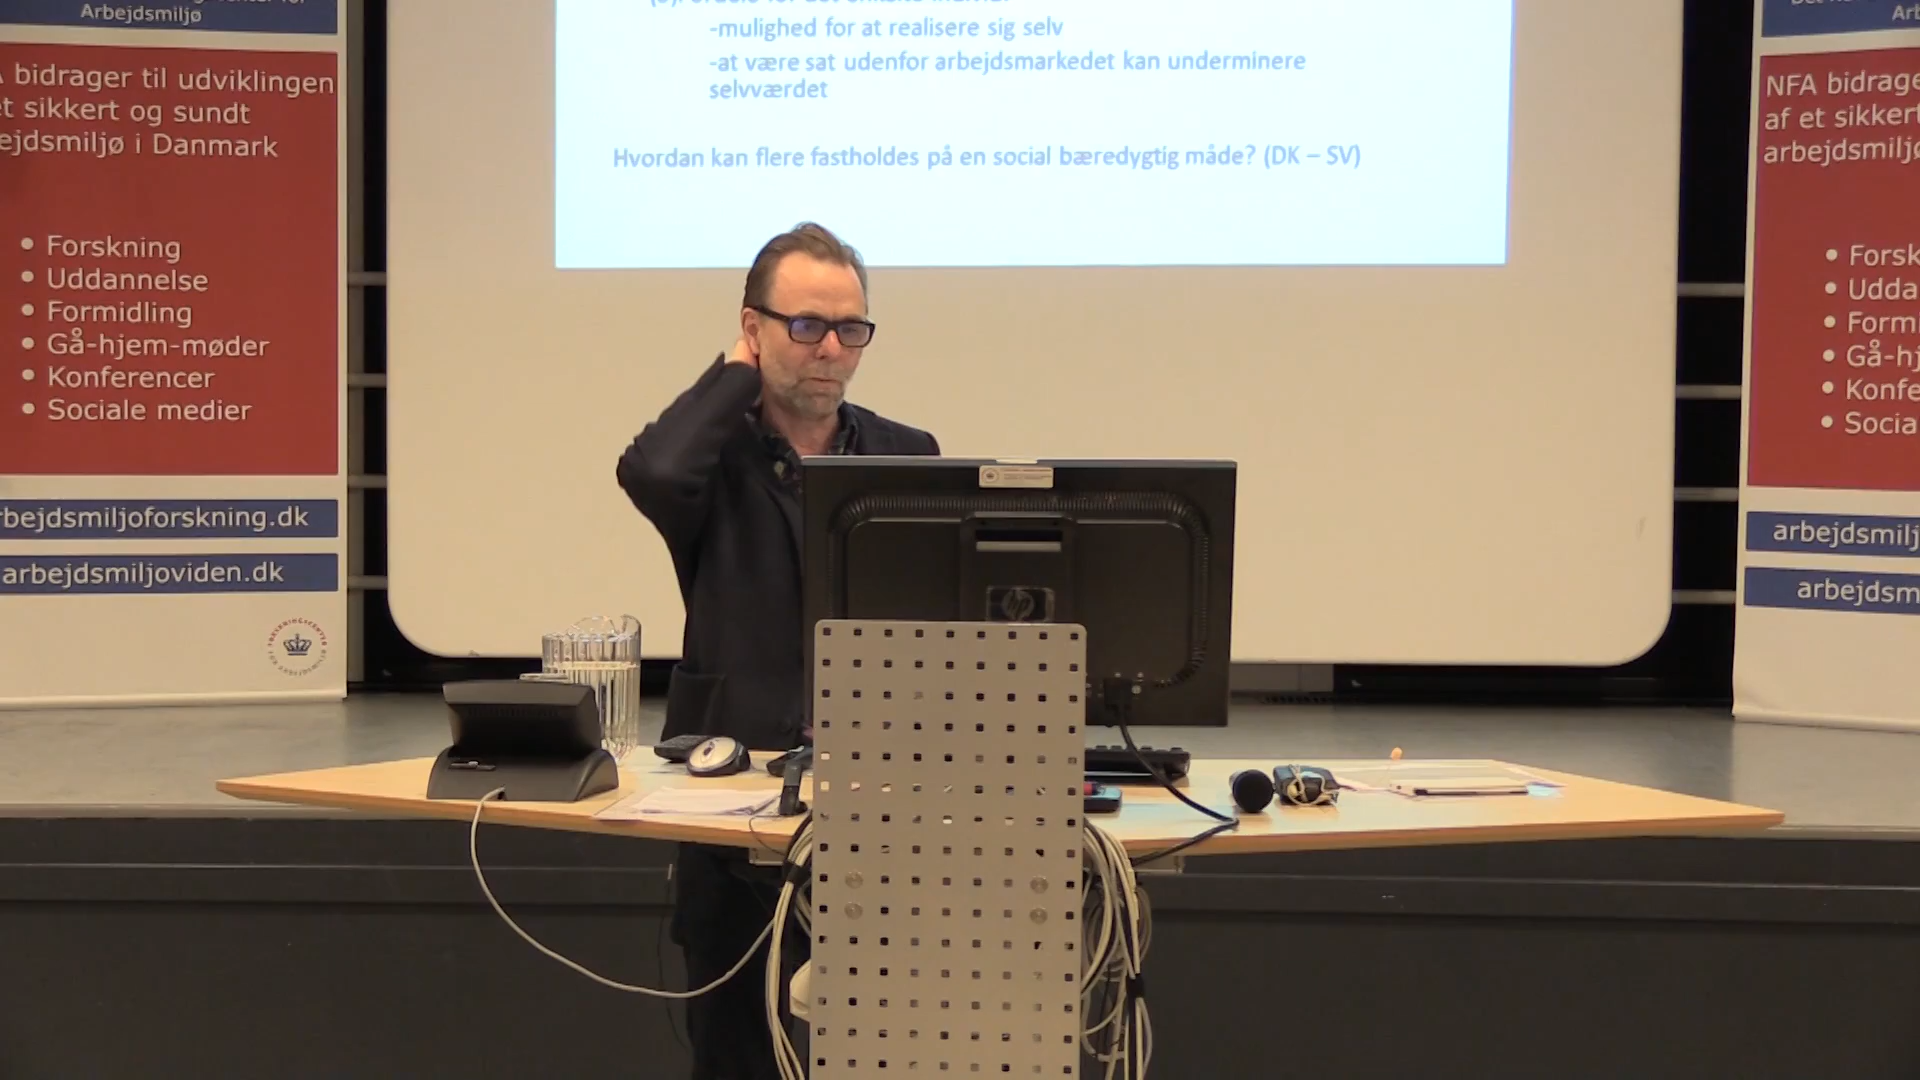 Arbejdsmiljø
bidrager til udviklingen
et sikkert og sundt
ejdsmiljø i Danmark
• Forskning
• Uddannelse
• Formidling
• Gå-hjem-møder
• Konferencer
• Sociale medier
rbejdsmiljoforskning.dk
arbejdsmiljoviden.dk
-mulighed for at realisere sig selv
-at være sat udenfor arbejdsmarkedet kan underminere
selvværdet
Hvordan kan flere fastholdes på en social bæredygtig måde? (DK – SV)
hp
NFA bidrage
af et sikkert
arbejdsmiljø
• Forsk
• Udda
• Formi
• Gå-hj
• Konfe
• Socia
arbejdsmilj
arbejdsm